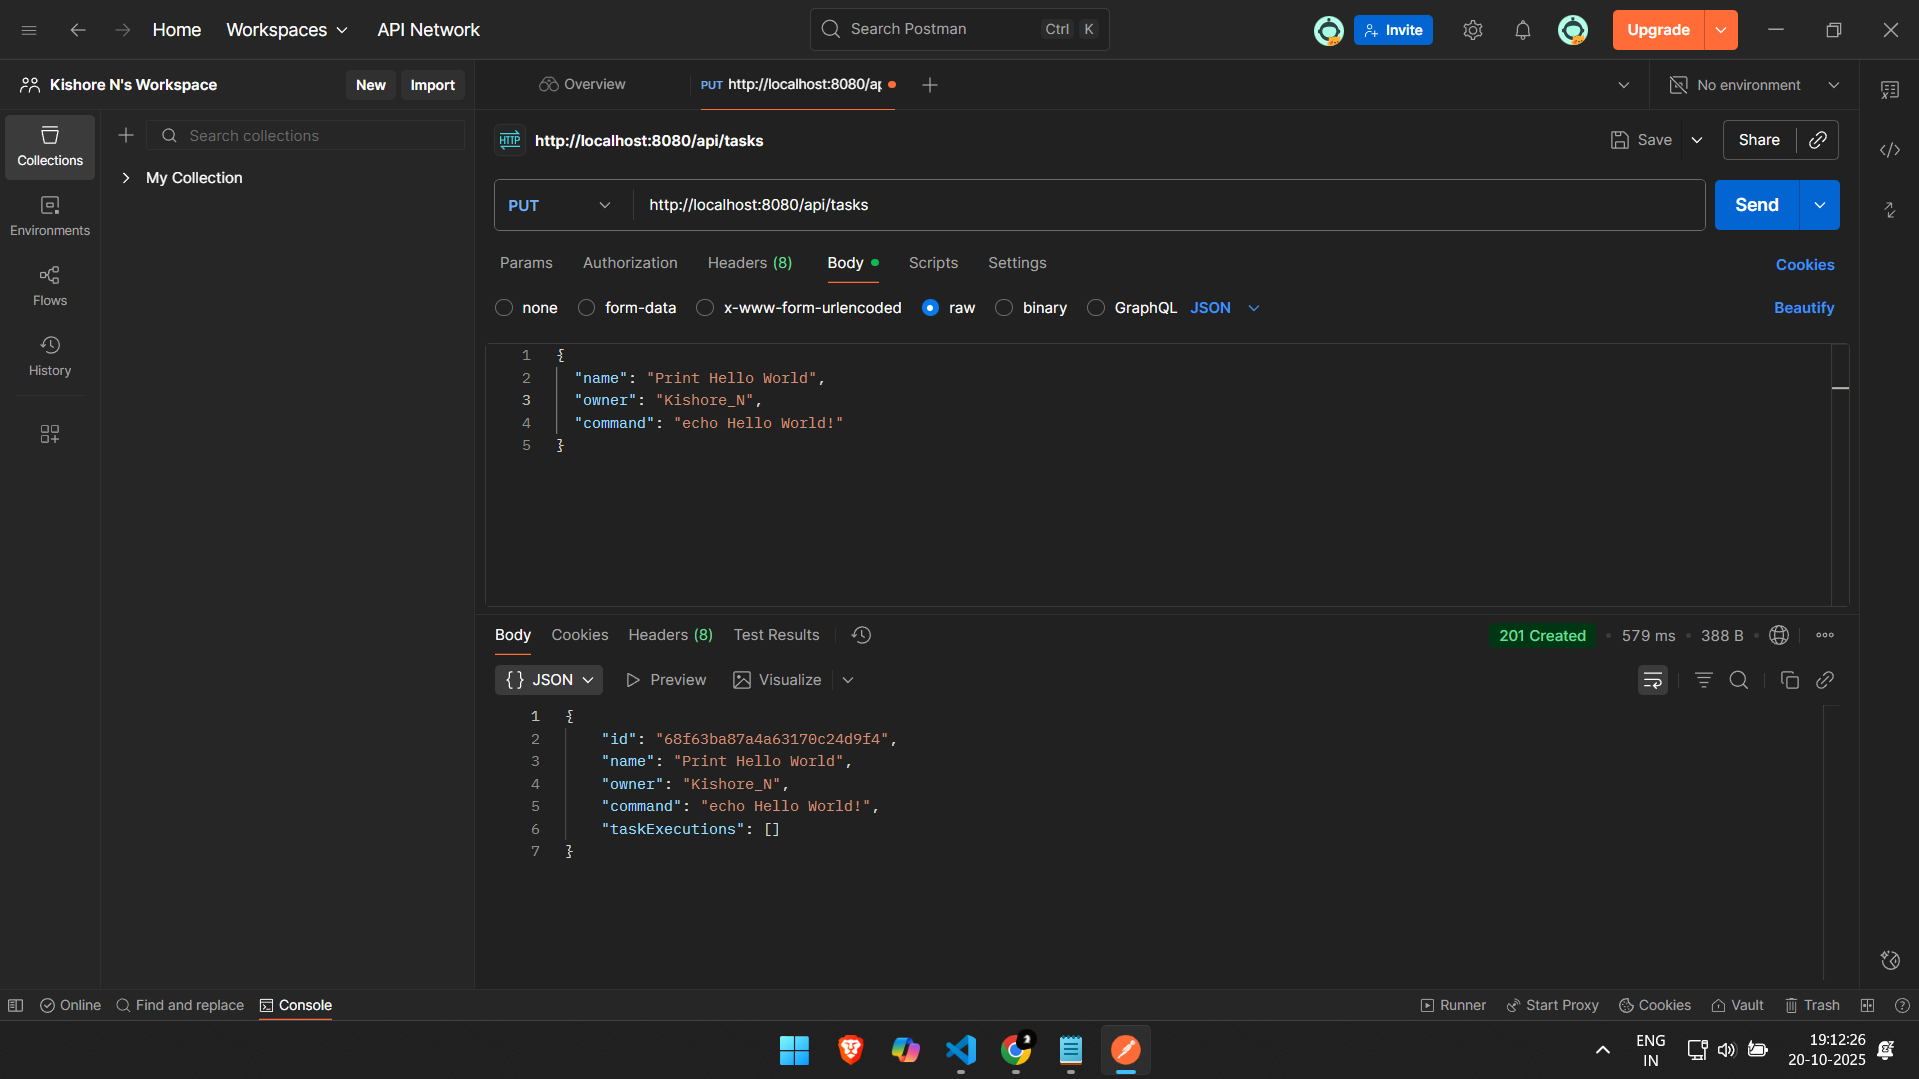 Home Workspaces API Network Search Postman Ctrl K Invite Upgrade
Kishore N's Workspace New Import Overview PUT http://localhost:8080/ap No environment
Collections
Environments
Flows
History
Search collections
My Collection
HTTP http://localhost:8080/api/tasks Save Share
PUT http://localhost:8080/api/tasks Send
Params Authorization Headers (8) Body Scripts Settings Cookies
none form-data x-www-form-urlencoded raw binary GraphQL JSON Beautify
1 {
2 "name": "Print Hello World",
3 "owner": "Kishore_N",
4 "command": "echo Hello World!"
5 }
Body Cookies Headers (8) Test Results 201 Created 579 ms 388 B
{} JSON Preview Visualize
1 {
2 "id": "68f63ba87a4a63170c24d9f4",
3 "name": "Print Hello World",
4 "owner": "Kishore_N",
5 "command": "echo Hello World!",
6 "taskExecutions": []
7 }
Online Find and replace Console Runner Start Proxy Cookies Vault Trash
ENG
IN
19:12:26
20-10-2025